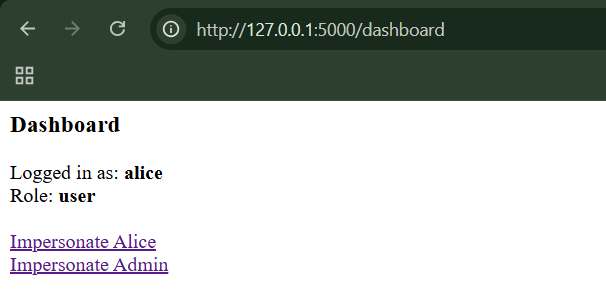 http://127.0.0.1:5000/dashboard
Dashboard
Logged in as: alice
Role: user
Impersonate Alice
Impersonate Admin